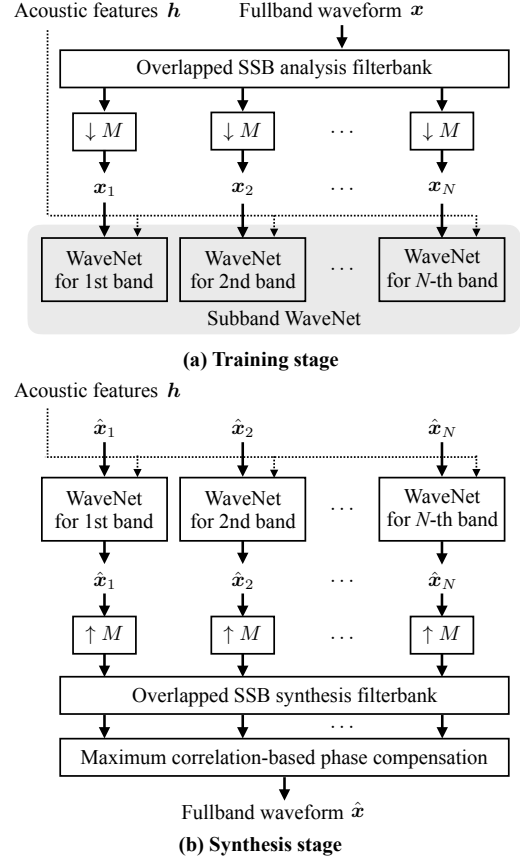 Acoustic features h Fullband waveform x
Overlapped SSB analysis filterbank
↓ M ↓ M ··· ↓ M
x₁ x₂ ··· x_N
WaveNet for 1st band WaveNet for 2nd band ··· WaveNet for N-th band
Subband WaveNet
(a) Training stage
Acoustic features h
x̂₁ x̂₂ x̂_N
WaveNet for 1st band WaveNet for 2nd band ··· WaveNet for N-th band
x̂₁ x̂₂ ··· x̂_N
↑ M ↑ M ··· ↑ M
Overlapped SSB synthesis filterbank
···
Maximum correlation-based phase compensation
Fullband waveform x̂
(b) Synthesis stage